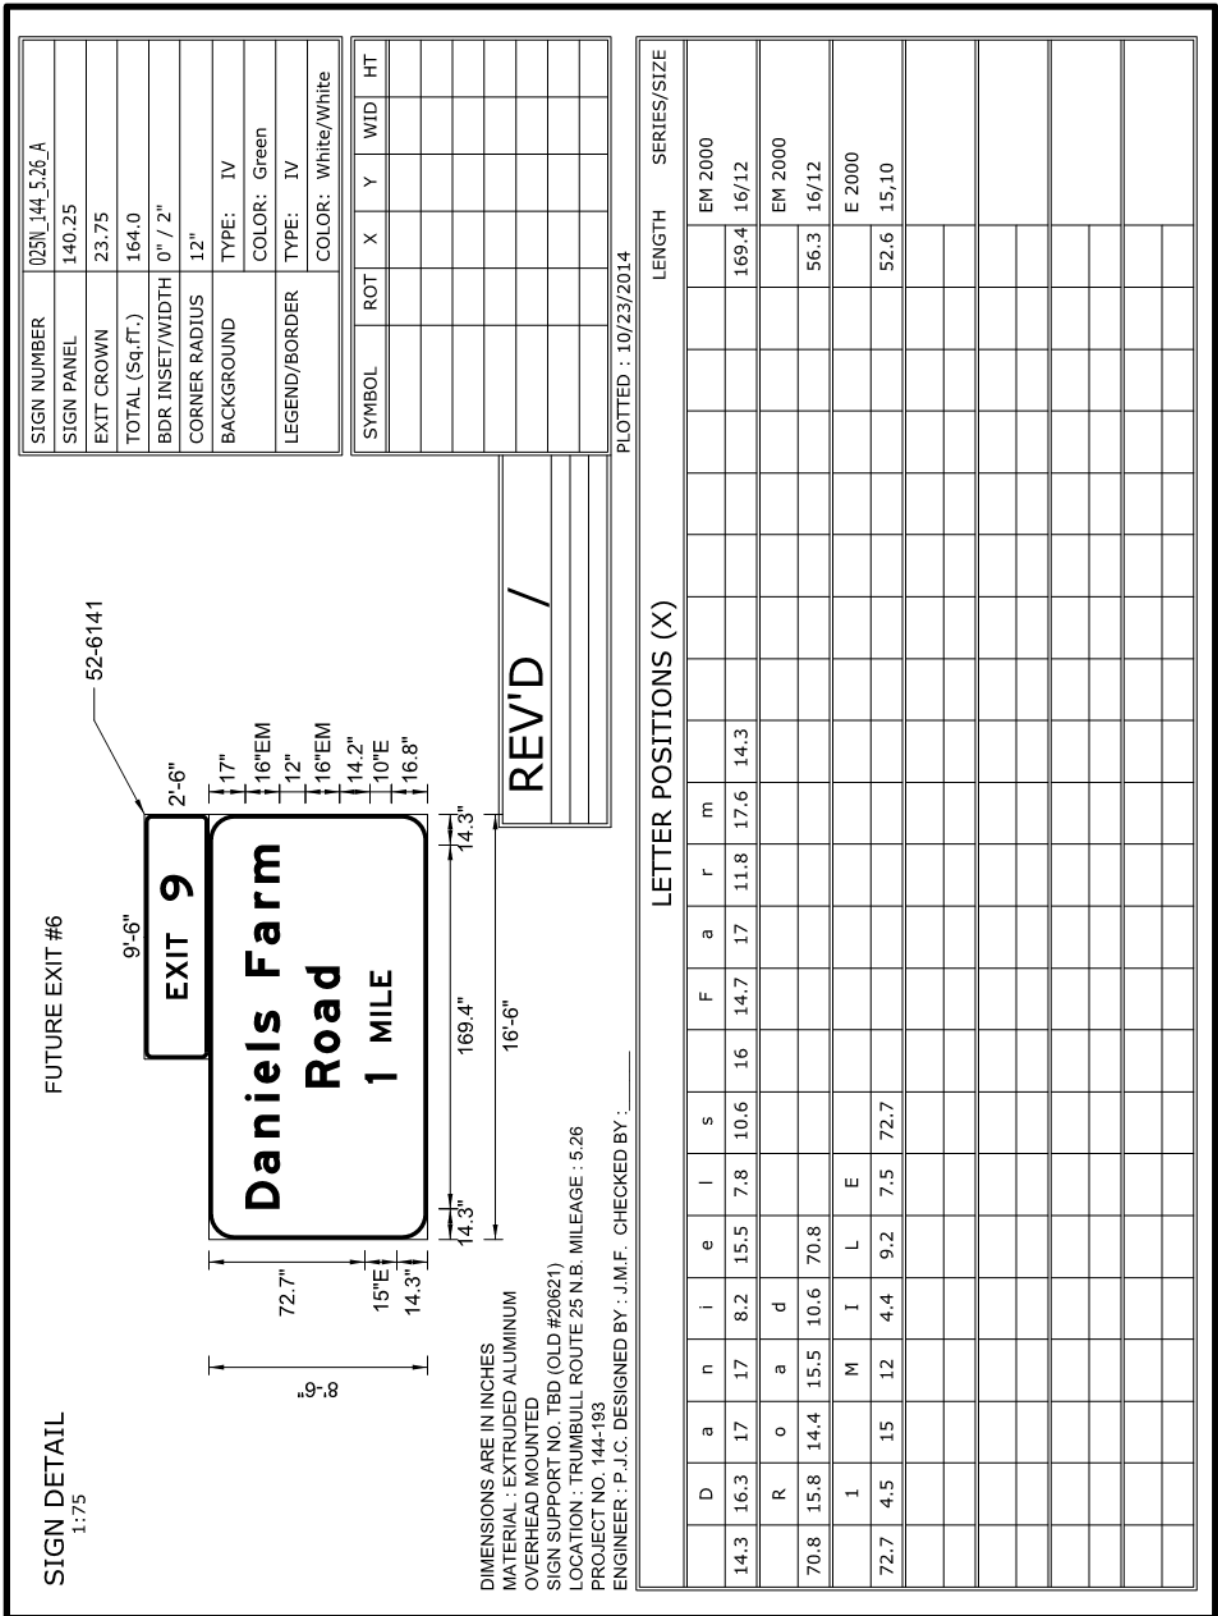 SIGN DETAIL
1:75
FUTURE EXIT #6
52-6141
9'-6"
2'-6"
EXIT 9
Daniels Farm
Road
1 MILE
8'-6"
72.7"
15"E
14.3"
17"
16"EM
12"
16"EM
14.2"
10"E
16.8"
14.3" 169.4" 14.3"
16'-6"
SIGN NUMBER 025N_144_5.26_A
SIGN PANEL 140.25
EXIT CROWN 23.75
TOTAL (Sq.fT.) 164.0
BDR INSET/WIDTH 0" / 2"
CORNER RADIUS 12"
BACKGROUND TYPE: IV
COLOR: Green
LEGEND/BORDER TYPE: IV
COLOR: White/White
SYMBOL ROT X Y WID HT
REV'D /
PLOTTED : 10/23/2014
DIMENSIONS ARE IN INCHES
MATERIAL : EXTRUDED ALUMINUM
OVERHEAD MOUNTED
SIGN SUPPORT NO. TBD (OLD #20621)
LOCATION : TRUMBULL ROUTE 25 N.B. MILEAGE : 5.26
PROJECT NO. 144-193
ENGINEER : P.J.C. DESIGNED BY : J.M.F. CHECKED BY :
LETTER POSITIONS (X) LENGTH SERIES/SIZE
D a n i e l s F a r m EM 2000
14.3 16.3 17 17 8.2 15.5 7.8 10.6 16 14.7 17 11.8 17.6 14.3 169.4 16/12
R o a d EM 2000
70.8 15.8 14.4 15.5 10.6 70.8 56.3 16/12
1 M I L E E 2000
72.7 4.5 15 12 4.4 9.2 7.5 72.7 52.6 15,10